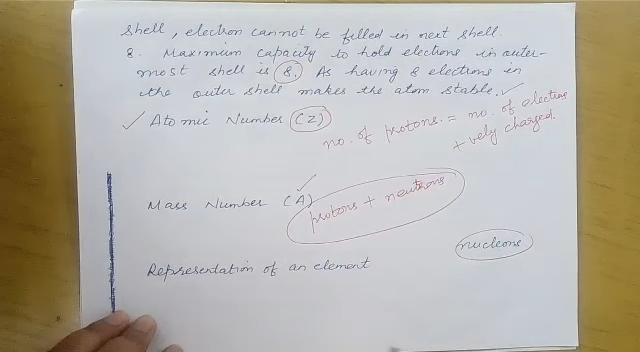 shell, electron cannot be filled in next shell.
8. Maximum capacity to hold electrons in outer-
most shell is 8. As having 8 electrons in
the outer shell makes the atom stable.
Atomic Number (Z)
no. of protons = no. of electrons
+vely charged.
Mass Number (A)
protons + neutrons
nucleons
Representation of an element